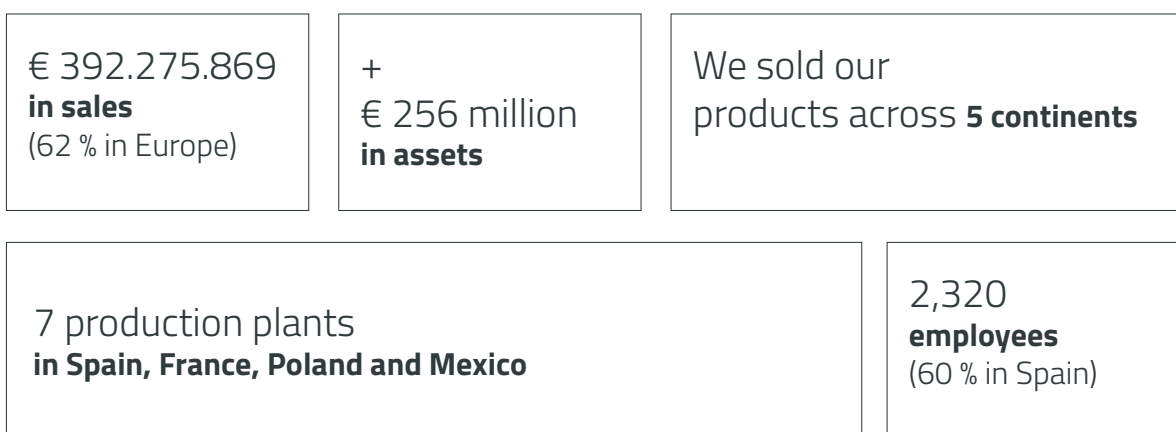 € 392.275.869
in sales
(62 % in Europe)
+
€ 256 million
in assets
We sold our
products across 5 continents
7 production plants
in Spain, France, Poland and Mexico
2,320
employees
(60 % in Spain)